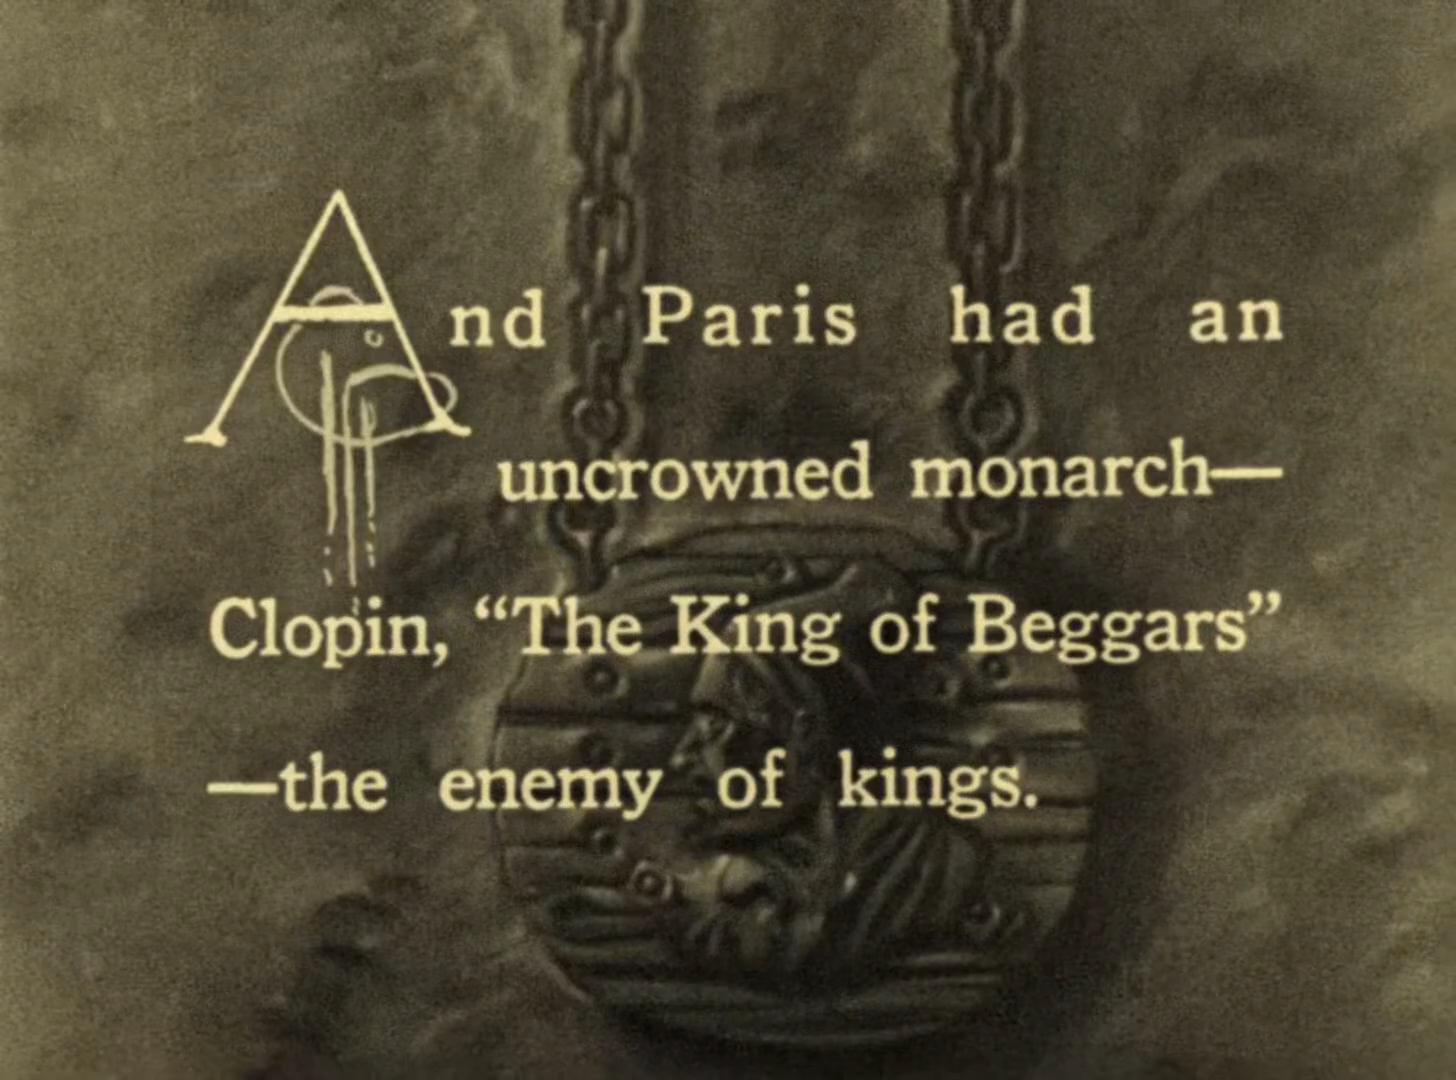 And Paris had an
uncrowned monarch—
Clopin, “The King of Beggars”
—the enemy of kings.